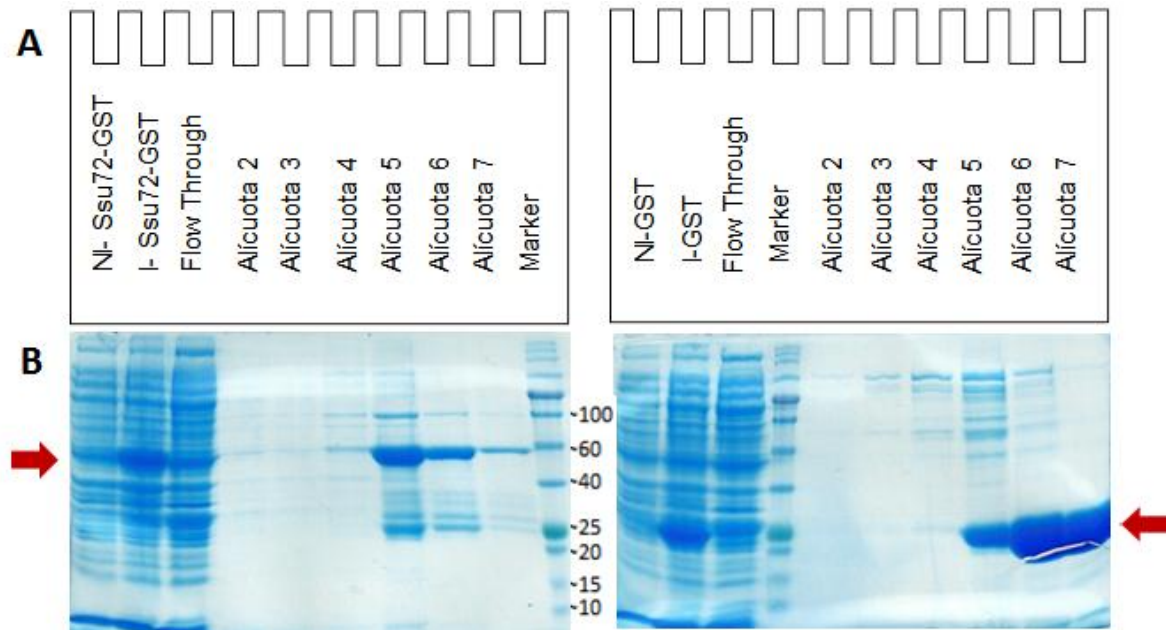 A
NI- Ssu72-GST
I- Ssu72-GST
Flow Through
Alícuota 2
Alícuota 3
Alícuota 4
Alícuota 5
Alícuota 6
Alícuota 7
Marker
NI-GST
I-GST
Flow Through
Marker
Alícuota 2
Alícuota 3
Alícuota 4
Alícuota 5
Alícuota 6
Alícuota 7
B
-100
-60
-40
-25
-20
-15
-10